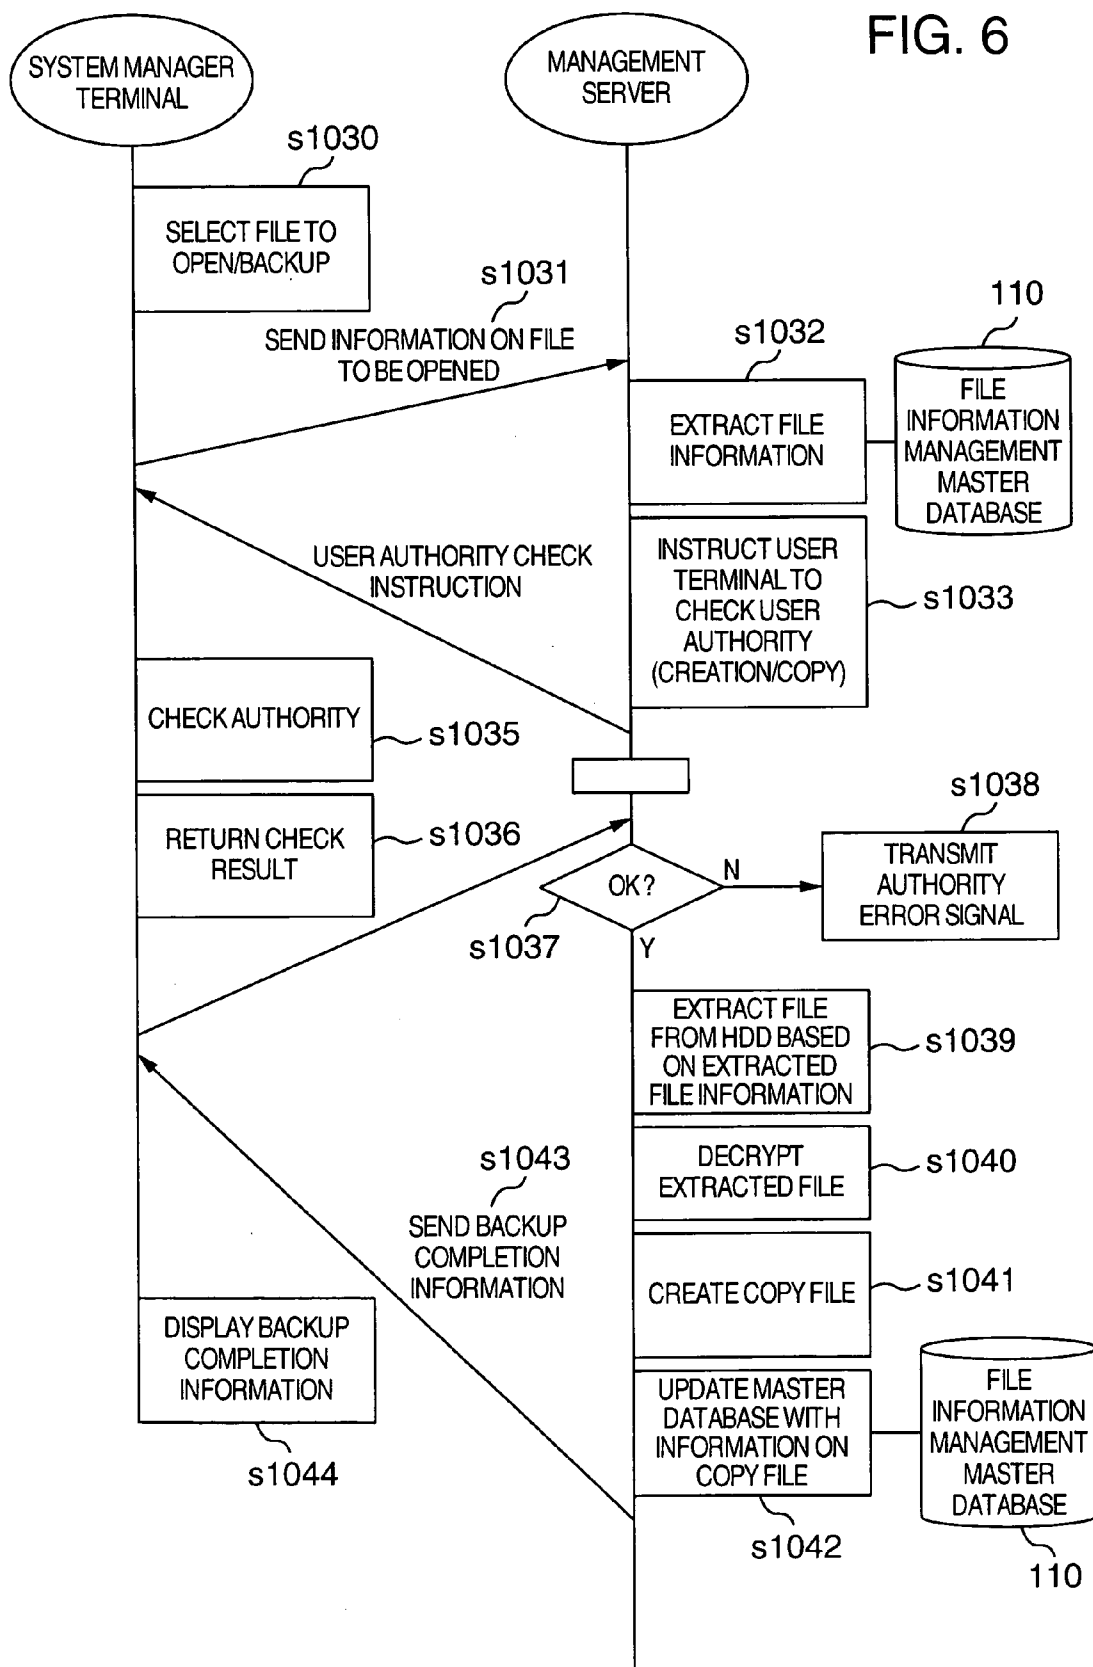 FIG. 6
SYSTEM MANAGER
TERMINAL
MANAGEMENT
SERVER
s1030
SELECT FILE TO
OPEN/BACKUP
s1031
SEND INFORMATION ON FILE
TO BE OPENED
s1032
EXTRACT FILE
INFORMATION
110
FILE
INFORMATION
MANAGEMENT
MASTER
DATABASE
USER AUTHORITY CHECK
INSTRUCTION
INSTRUCT USER
TERMINAL TO
CHECK USER
AUTHORITY
(CREATION/COPY)
s1033
CHECK AUTHORITY
s1035
RETURN CHECK
RESULT
s1036
OK?
N
Y
s1037
s1038
TRANSMIT
AUTHORITY
ERROR SIGNAL
EXTRACT FILE
FROM HDD BASED
ON EXTRACTED
FILE INFORMATION
s1039
DECRYPT
EXTRACTED FILE
s1040
s1043
SEND BACKUP
COMPLETION
INFORMATION
CREATE COPY FILE
s1041
DISPLAY BACKUP
COMPLETION
INFORMATION
s1044
UPDATE MASTER
DATABASE WITH
INFORMATION ON
COPY FILE
s1042
FILE
INFORMATION
MANAGEMENT
MASTER
DATABASE
110